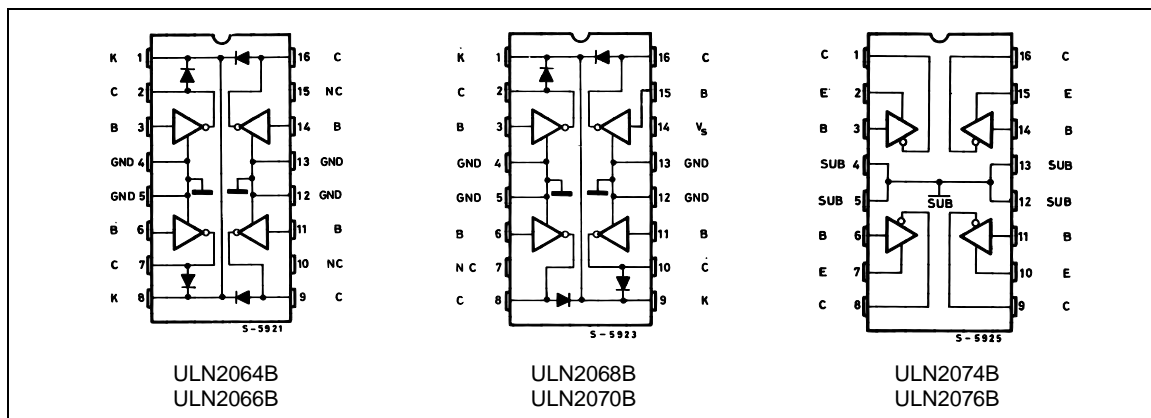 K 1 16 C
C 2 15 NC
B 3 14 B
GND 4 13 GND
GND 5 12 GND
B 6 11 B
C 7 10 NC
K 8 9 C
S-5921
ULN2064B
ULN2066B
K 1 16 C
C 2 15 B
B 3 14 Vs
GND 4 13 GND
GND 5 12 GND
B 6 11 B
NC 7 10 C
C 8 9 K
S-5923
ULN2068B
ULN2070B
C 1 16 C
E 2 15 E
B 3 14 B
SUB 4 13 SUB
SUB
SUB 5 12 SUB
B 6 11 B
E 7 10 E
C 8 9 C
S-5925
ULN2074B
ULN2076B